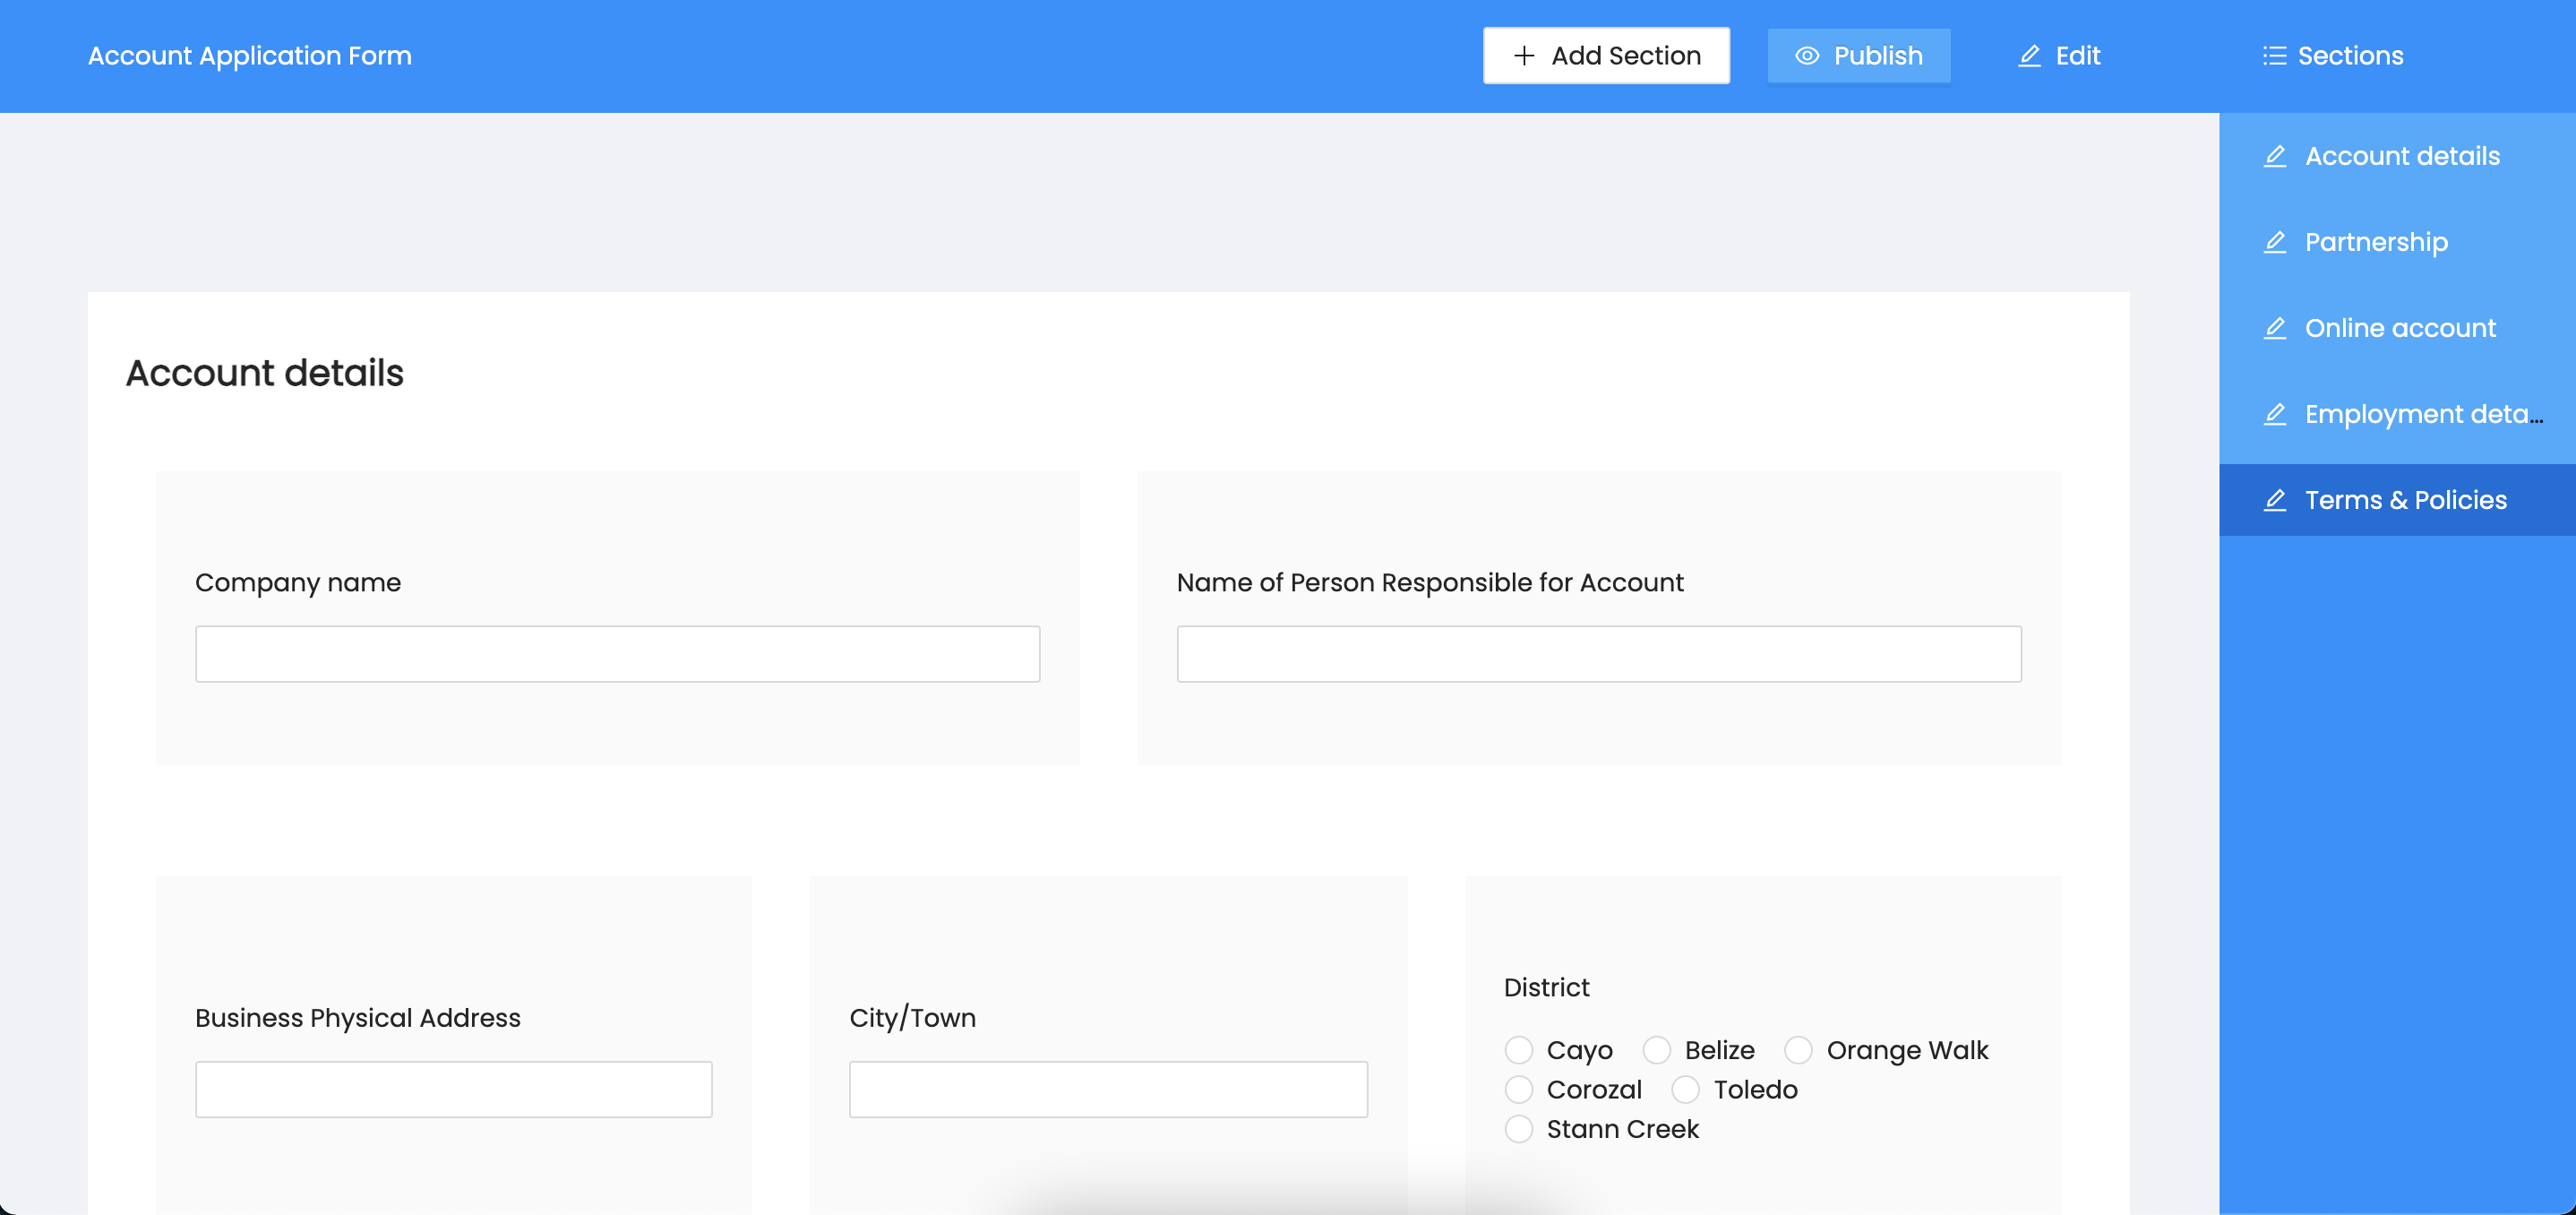 Account Application Form
Add Section
Publish
Edit
Sections
Account details
Partnership
Online account
Employment deta...
Terms & Policies
Account details
Company name
Name of Person Responsible for Account
Business Physical Address
City/Town
District
Cayo Belize Orange Walk
Corozal Toledo
Stann Creek